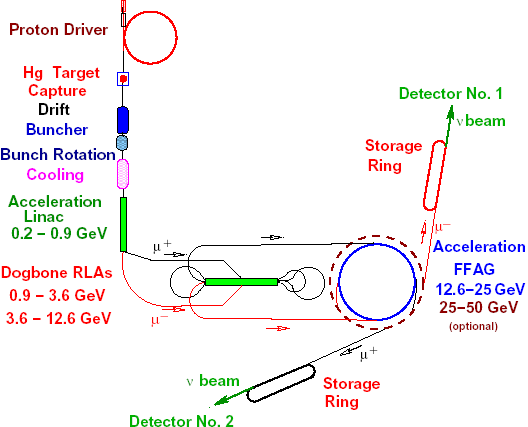 Proton Driver
Hg Target
Capture
Drift
Buncher
Bunch Rotation
Cooling
Acceleration
Linac
0.2 – 0.9 GeV
μ+
Dogbone RLAs
0.9 – 3.6 GeV
3.6 – 12.6 GeV
μ−
Detector No. 1
ν beam
Storage
Ring
μ−
Acceleration
FFAG
12.6–25 GeV
25–50 GeV
(optional)
μ+
ν beam
Storage
Ring
Detector No. 2